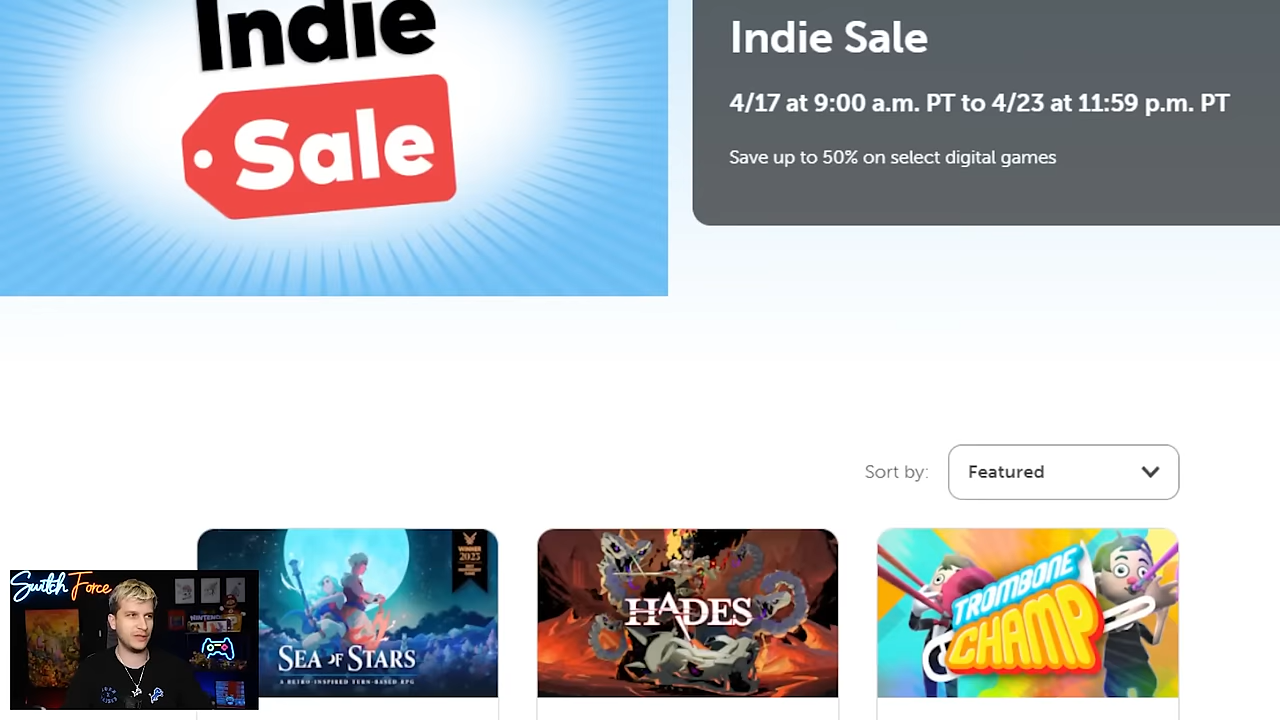 Indie
Sale
Indie Sale
4/17 at 9:00 a.m. PT to 4/23 at 11:59 p.m. PT
Save up to 50% on select digital games
Sort by:
Featured
WINNER
2023
SEA OF STARS
A RETRO-INSPIRED TURN-BASED RPG
HADES
TROMBONE
CHAMP
Switch Force